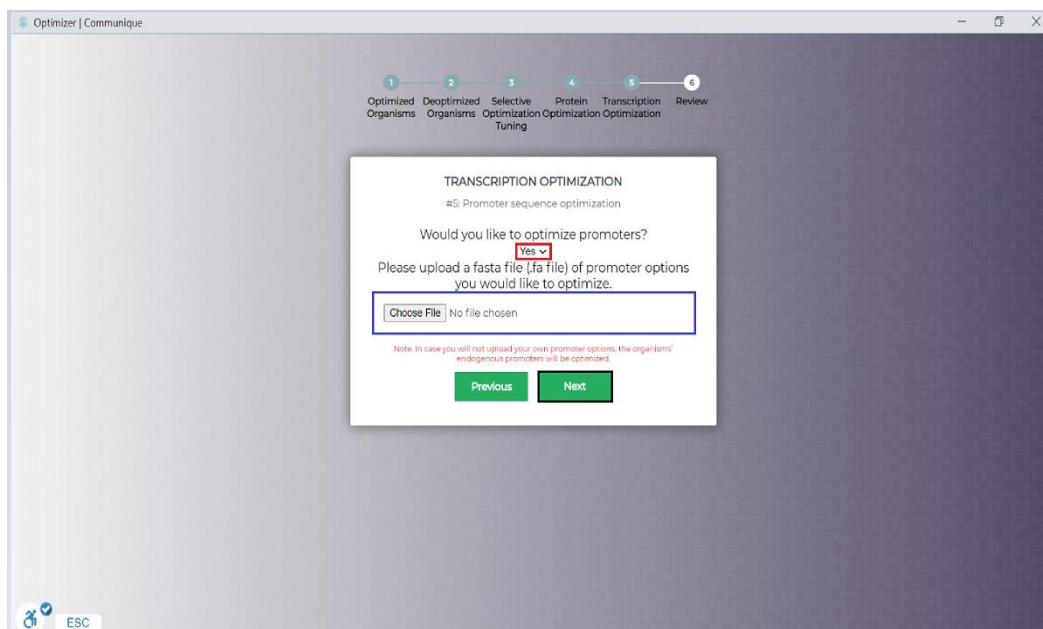 Optimizer | Communique
1 2 3 4 5 6
Optimized Deoptimized Selective Protein Transcription Review
Organisms Organisms Optimization Optimization Optimization
Tuning
TRANSCRIPTION OPTIMIZATION
#5: Promoter sequence optimization
Would you like to optimize promoters?
Yes
Please upload a fasta file (.fa file) of promoter options
you would like to optimize.
Choose File No file chosen
Note: In case you will not upload your own promoter options, the organisms'
endogenous promoters will be optimized.
Previous Next
ESC